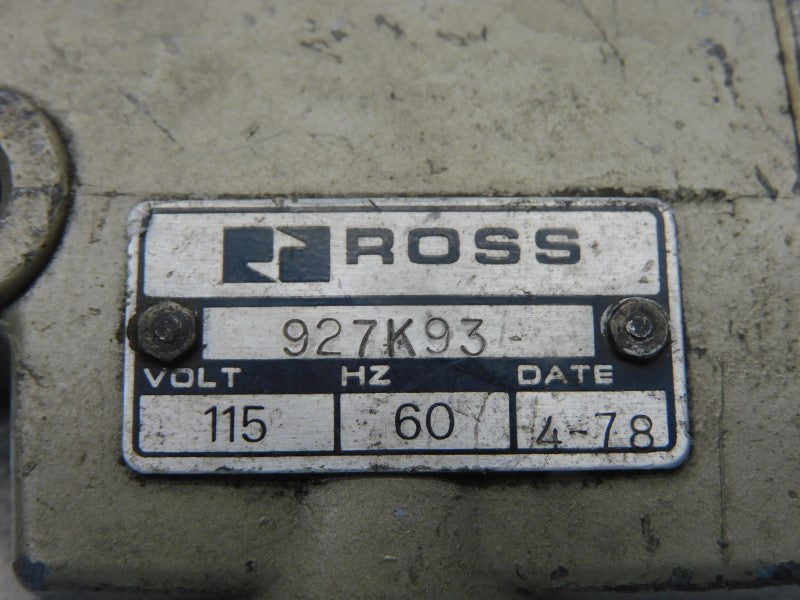 ROSS
927K93
VOLT HZ DATE
115 60 4-78